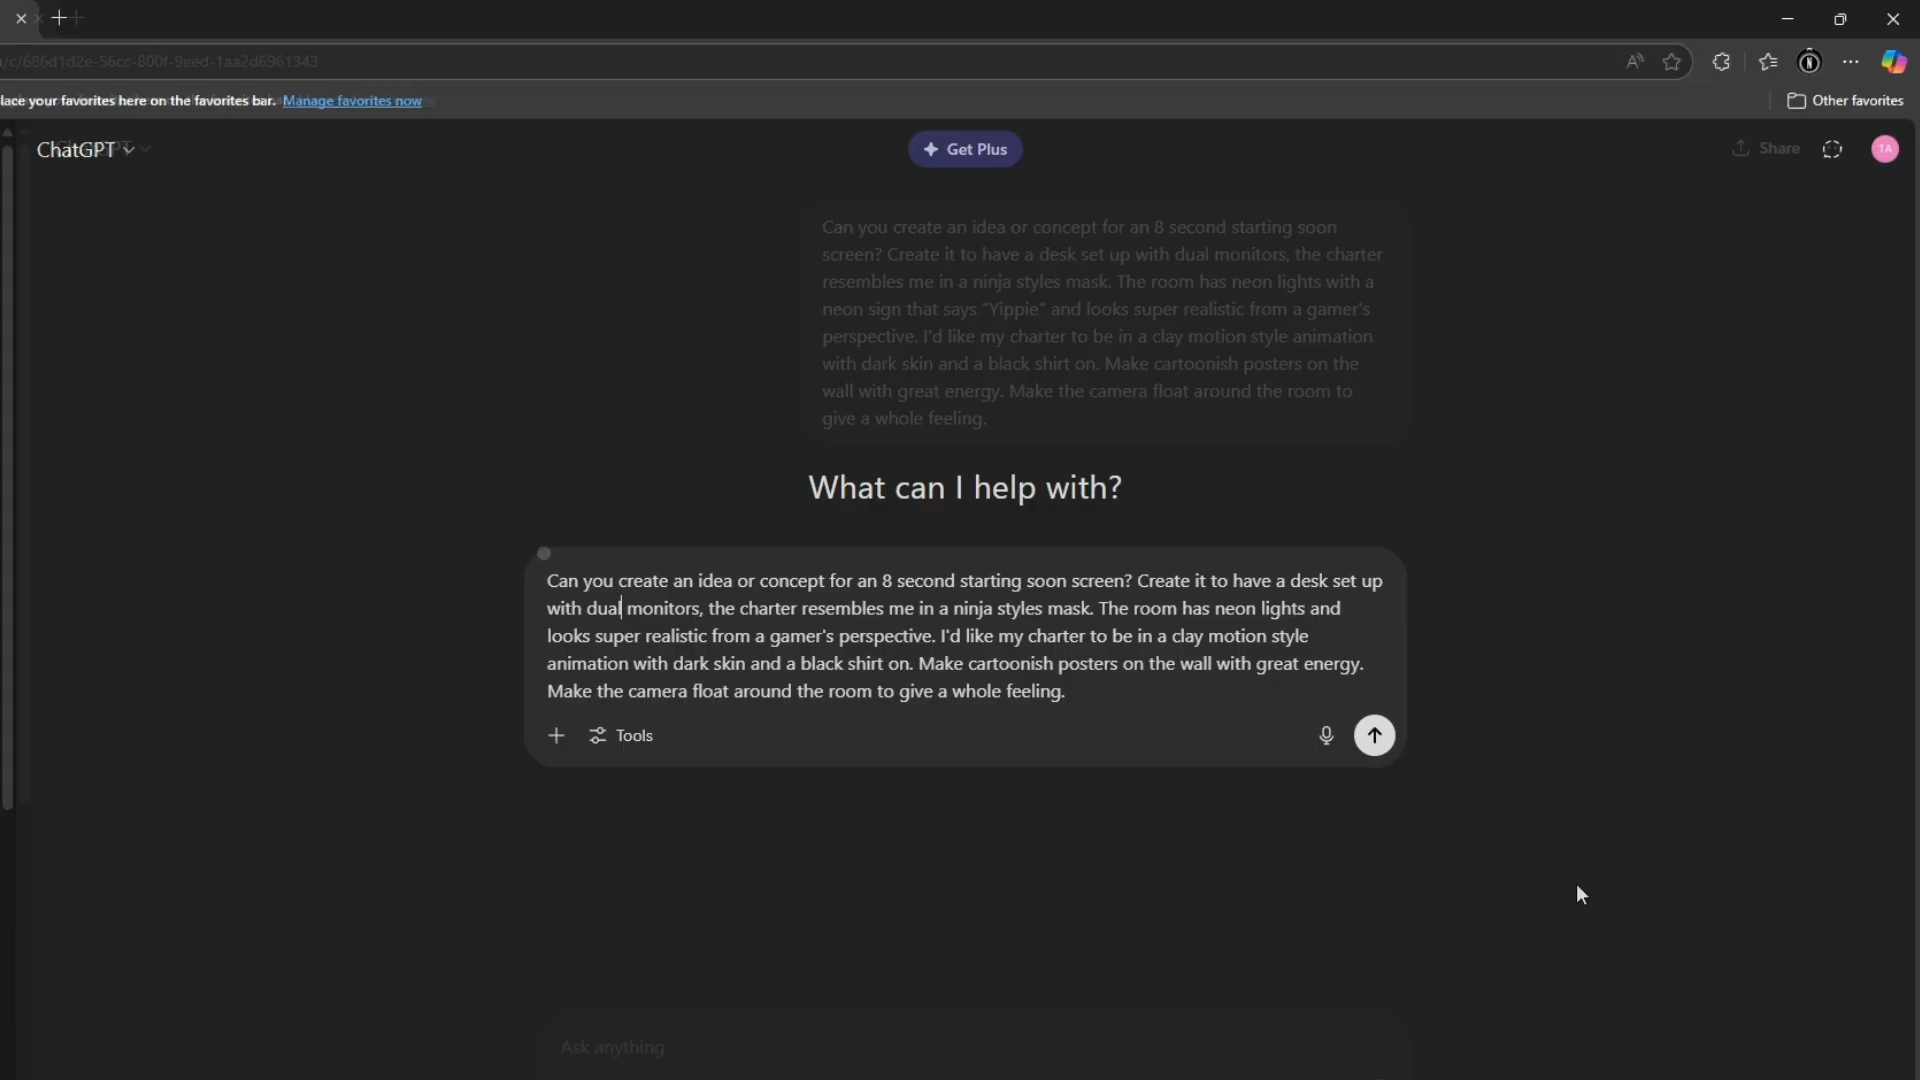 /c/686d1d2e-56cc-800f-9eed-1aa2d6961343
lace your favorites here on the favorites bar. Manage favorites now
Other favorites
ChatGPT
Get Plus
Share
TA
Can you create an idea or concept for an 8 second starting soon
screen? Create it to have a desk set up with dual monitors, the charter
resembles me in a ninja styles mask. The room has neon lights with a
neon sign that says "Yippie" and looks super realistic from a gamer's
perspective. I'd like my charter to be in a clay motion style animation
with dark skin and a black shirt on. Make cartoonish posters on the
wall with great energy. Make the camera float around the room to
give a whole feeling.
What can I help with?
Can you create an idea or concept for an 8 second starting soon screen? Create it to have a desk set up
with dual monitors, the charter resembles me in a ninja styles mask. The room has neon lights and
looks super realistic from a gamer's perspective. I'd like my charter to be in a clay motion style
animation with dark skin and a black shirt on. Make cartoonish posters on the wall with great energy.
Make the camera float around the room to give a whole feeling.
Tools
Ask anything